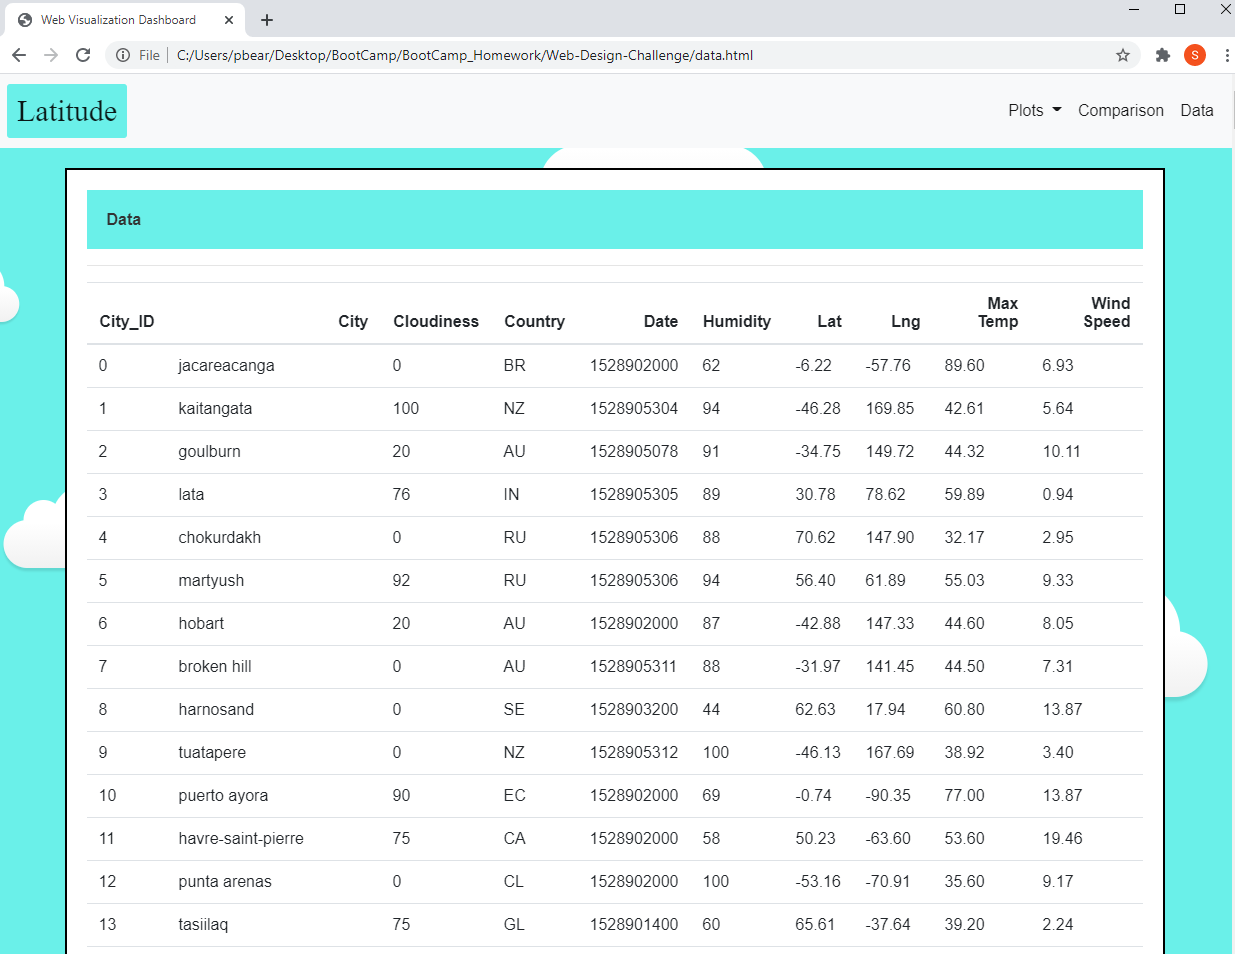 Web Visualization Dashboard
File C:/Users/pbear/Desktop/BootCamp/BootCamp_Homework/Web-Design-Challenge/data.html S
Latitude Plots Comparison Data
Data
City_ID City Cloudiness Country Date Humidity Lat Lng Max Temp Wind Speed
0 jacareacanga 0 BR 1528902000 62 -6.22 -57.76 89.60 6.93
1 kaitangata 100 NZ 1528905304 94 -46.28 169.85 42.61 5.64
2 goulburn 20 AU 1528905078 91 -34.75 149.72 44.32 10.11
3 lata 76 IN 1528905305 89 30.78 78.62 59.89 0.94
4 chokurdakh 0 RU 1528905306 88 70.62 147.90 32.17 2.95
5 martyush 92 RU 1528905306 94 56.40 61.89 55.03 9.33
6 hobart 20 AU 1528902000 87 -42.88 147.33 44.60 8.05
7 broken hill 0 AU 1528905311 88 -31.97 141.45 44.50 7.31
8 harnosand 0 SE 1528903200 44 62.63 17.94 60.80 13.87
9 tuatapere 0 NZ 1528905312 100 -46.13 167.69 38.92 3.40
10 puerto ayora 90 EC 1528902000 69 -0.74 -90.35 77.00 13.87
11 havre-saint-pierre 75 CA 1528902000 58 50.23 -63.60 53.60 19.46
12 punta arenas 0 CL 1528902000 100 -53.16 -70.91 35.60 9.17
13 tasiilaq 75 GL 1528901400 60 65.61 -37.64 39.20 2.24